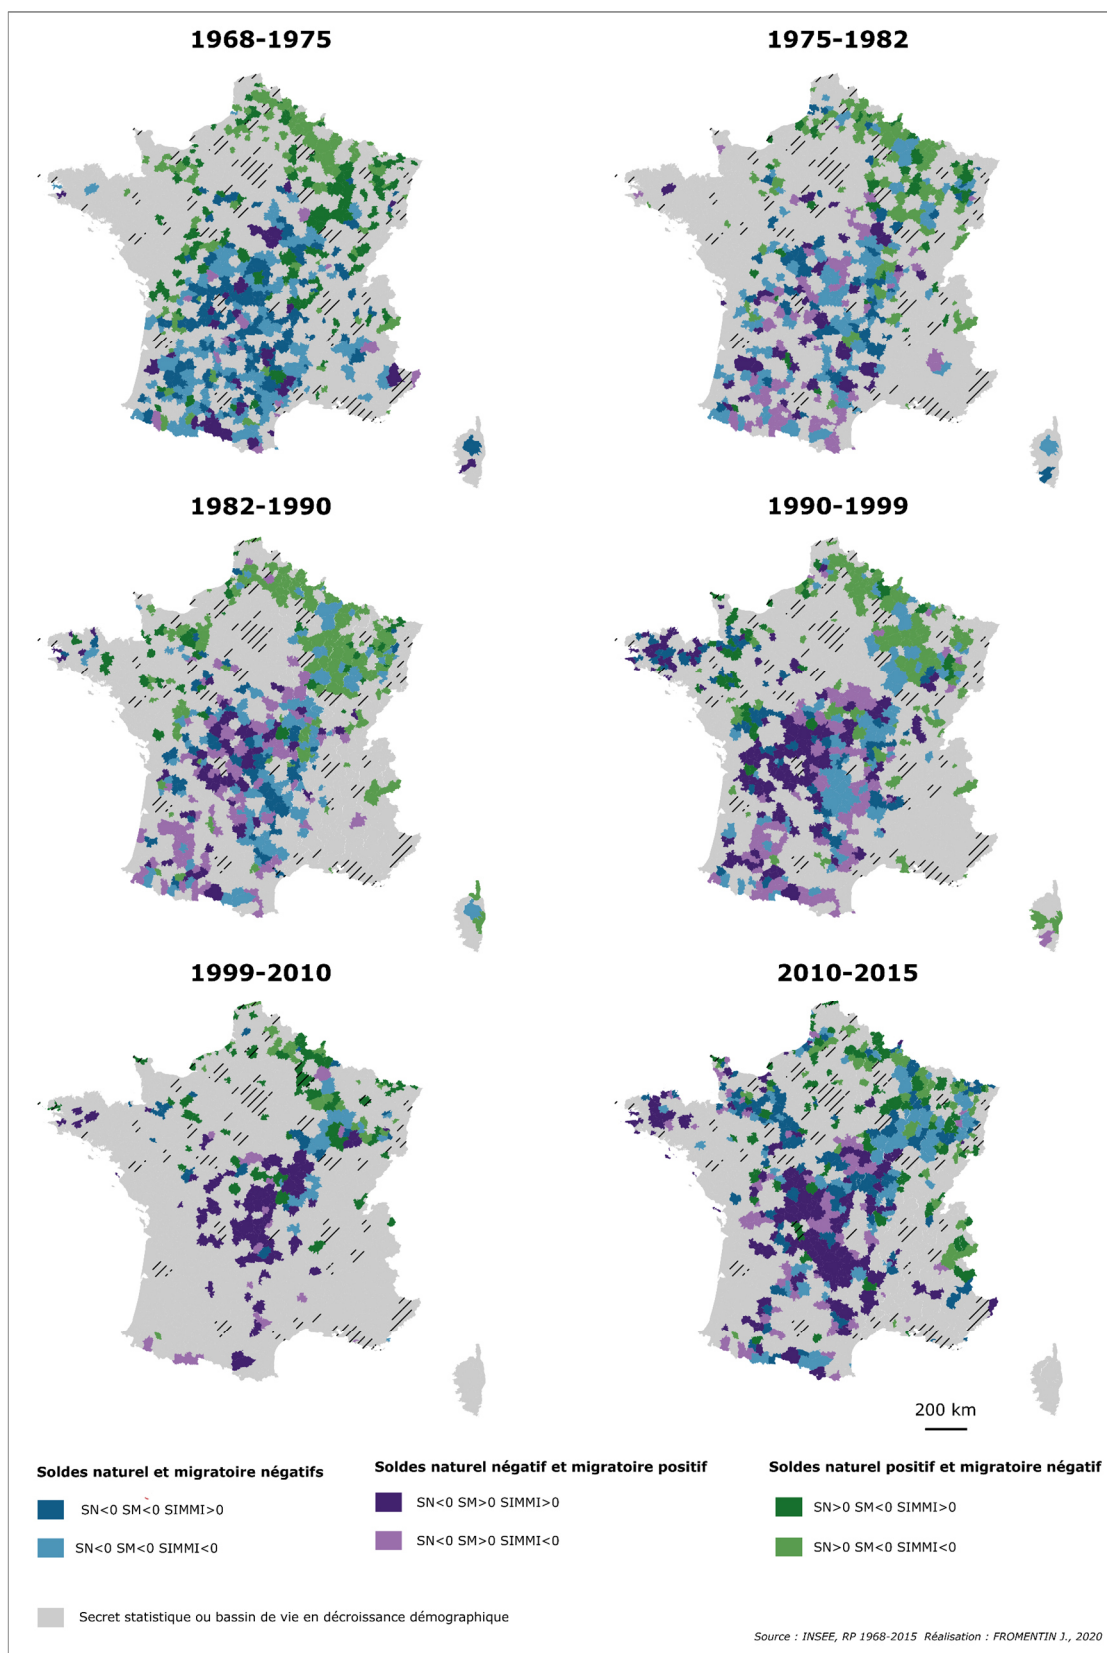 1968-1975
1975-1982
1982-1990
1990-1999
1999-2010
2010-2015
200 km
Soldes naturel et migratoire négatifs
SN<0 SM<0 SIMMI>0
SN<0 SM<0 SIMMI<0
Soldes naturel négatif et migratoire positif
SN<0 SM>0 SIMMI>0
SN<0 SM>0 SIMMI<0
Soldes naturel positif et migratoire négatif
SN>0 SM<0 SIMMI>0
SN>0 SM<0 SIMMI<0
Secret statistique ou bassin de vie en décroissance démographique
Source : INSEE, RP 1968-2015 Réalisation : FROMENTIN J., 2020